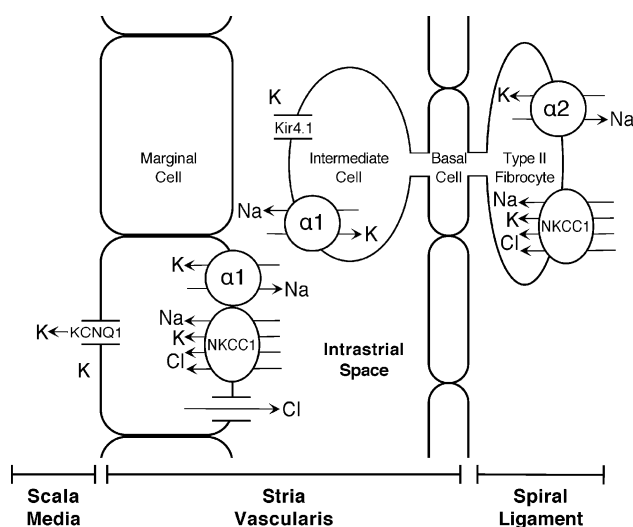 K
Kir4.1
Marginal
Cell
Intermediate
Cell
Basal
Cell
Type II
Fibrocyte
K
α2
Na
Na
α1
K
Na
K
Cl
NKCC1
K
α1
Na
Na
K
Cl
NKCC1
K
KCNQ1
K
Cl
Intrastrial
Space
Scala
Media
Stria
Vascularis
Spiral
Ligament